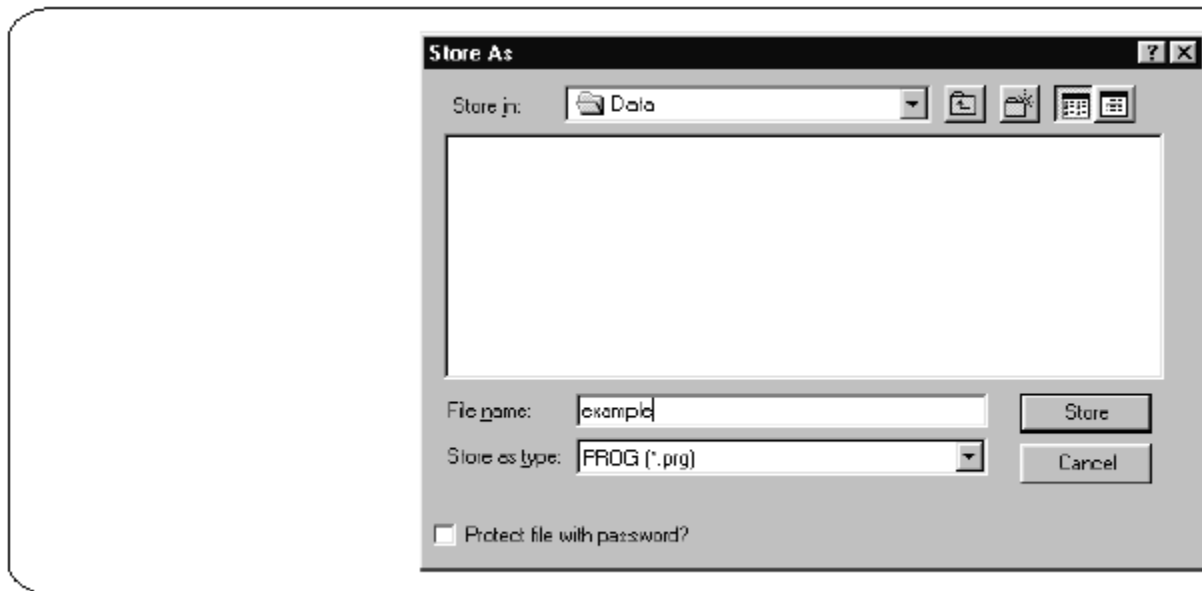 Store As
Store in: Data
File name: example
Store
Store as type: PROG (*.prg)
Cancel
Protect file with password?